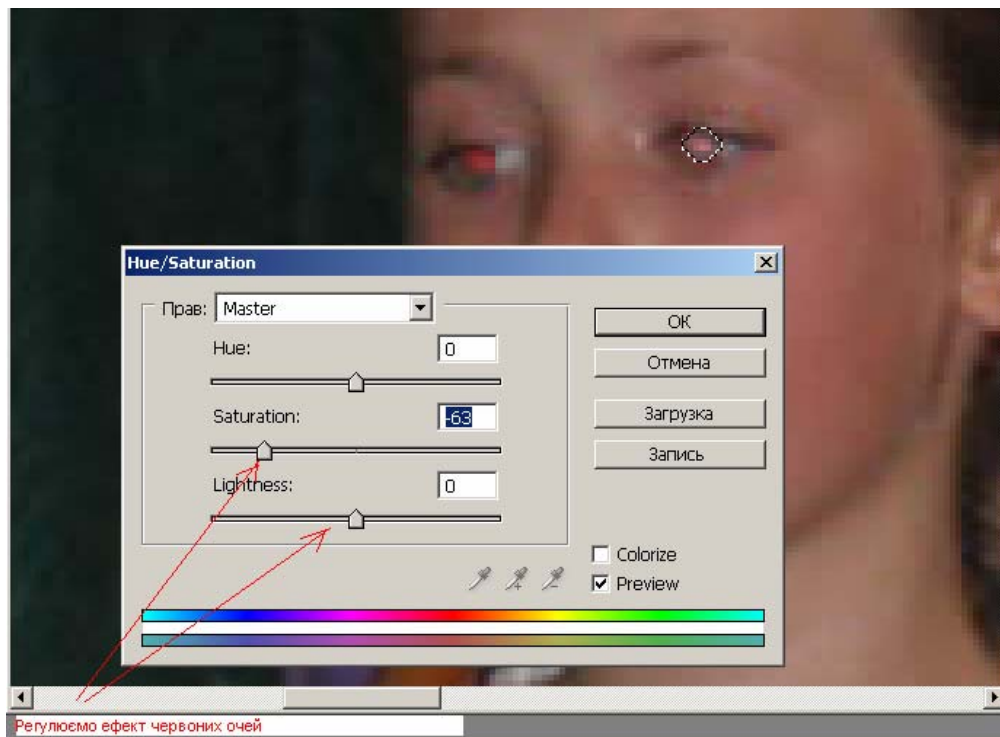 Hue/Saturation
Прав: Master
Hue: 0
Saturation: -63
Lightness: 0
OK
Отмена
Загрузка
Запись
Colorize
Preview
Регулюємо ефект червоних очей